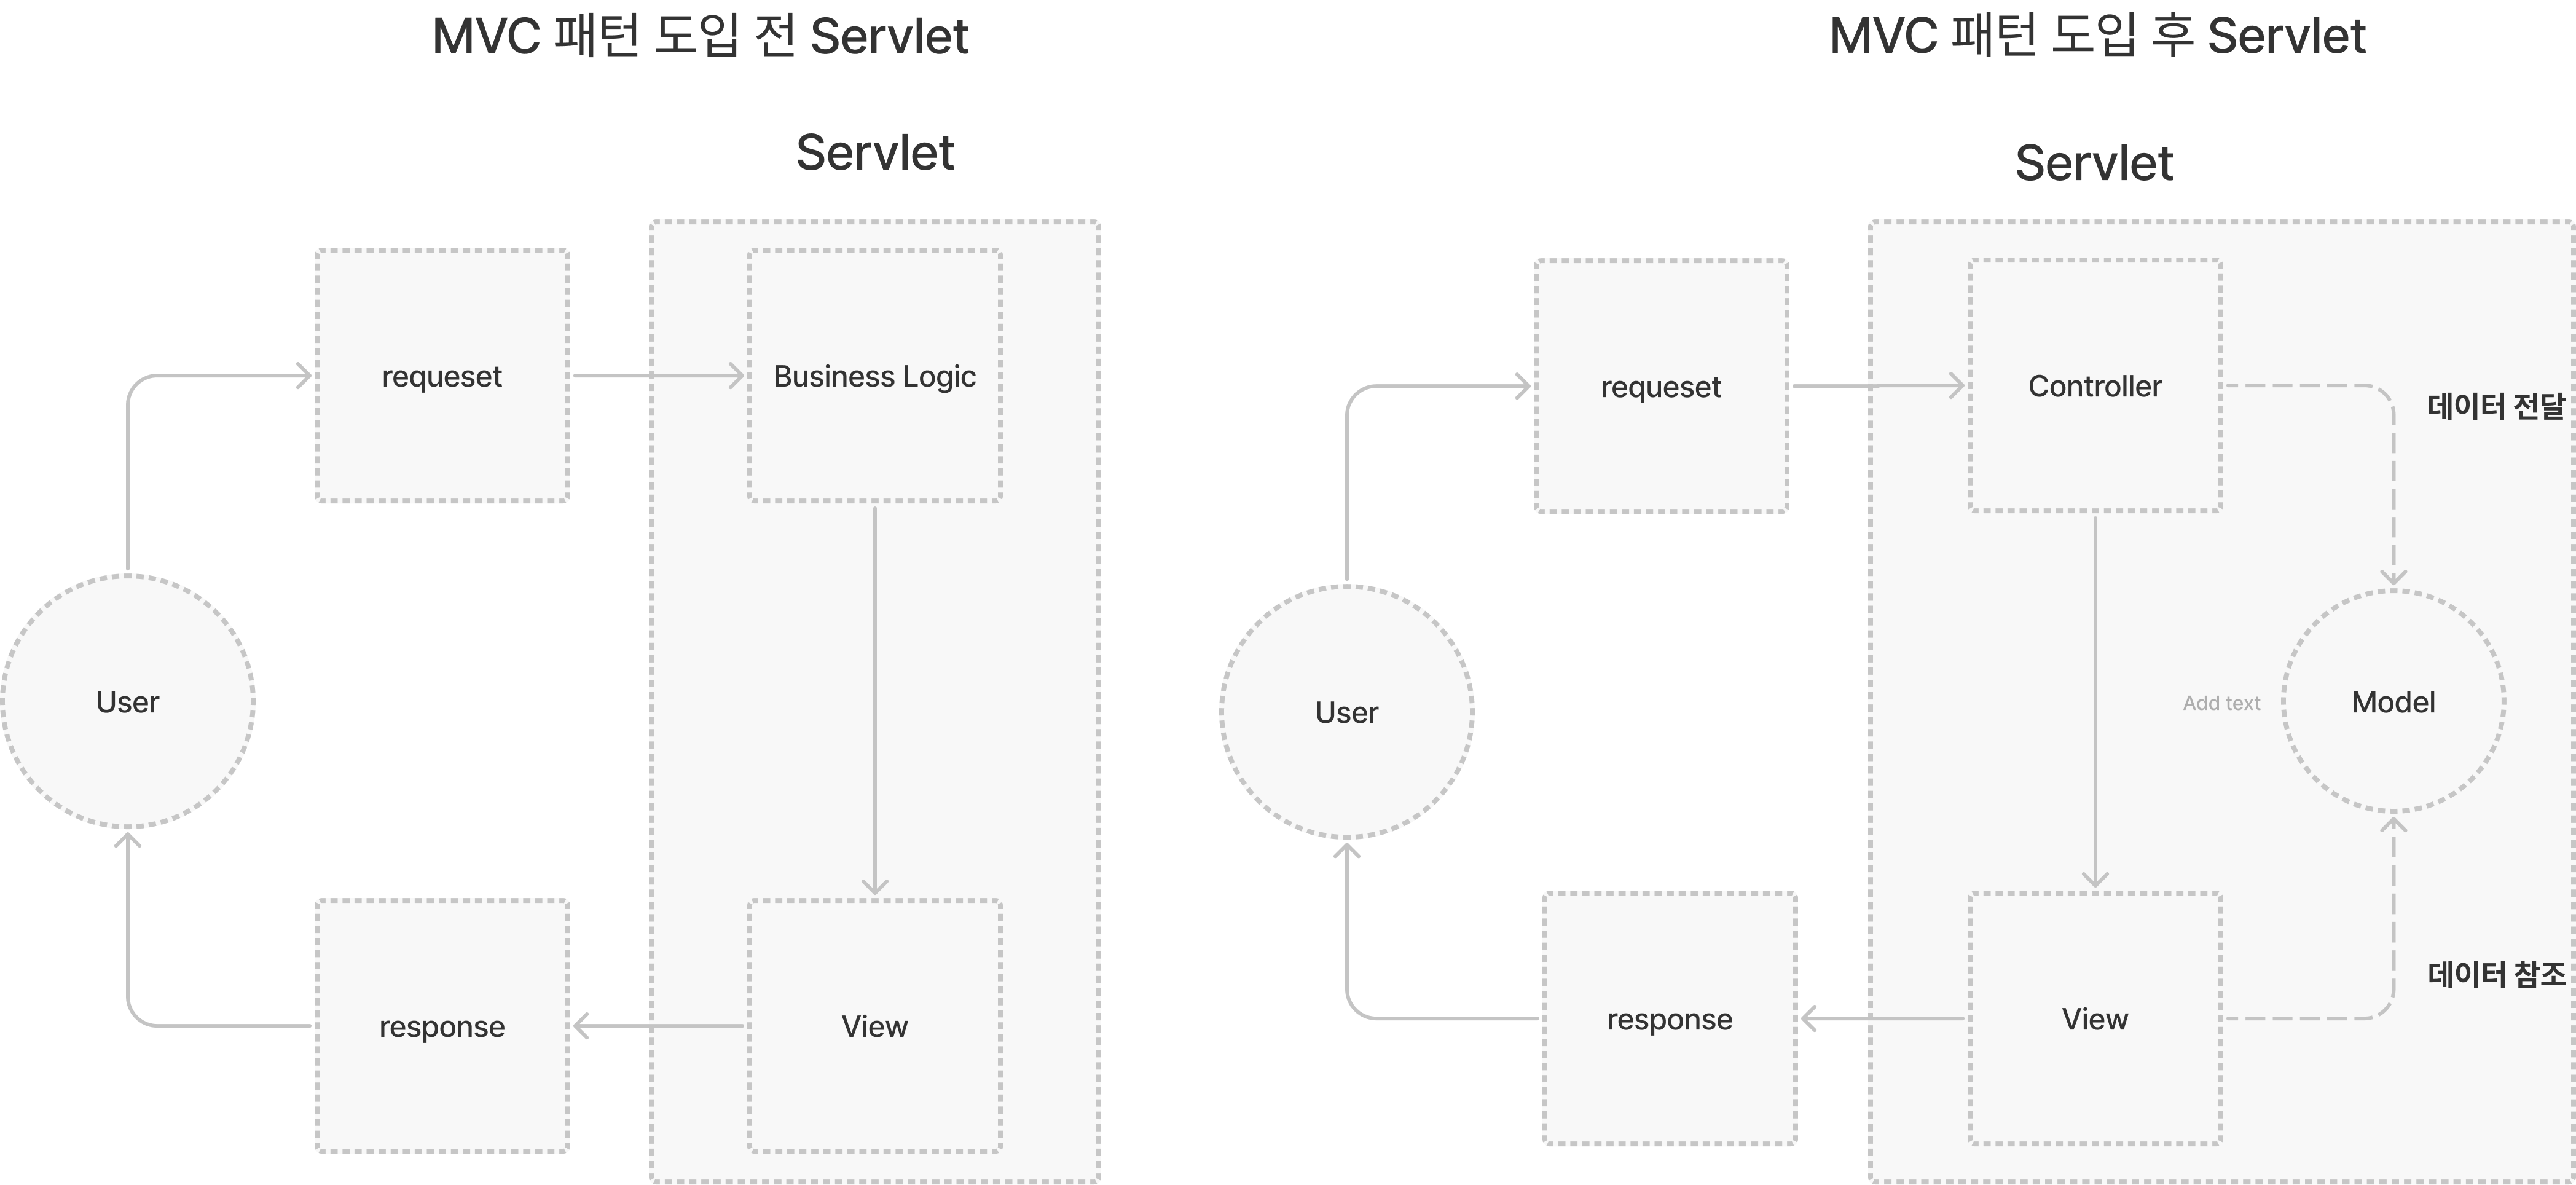 MVC 패턴 도입 전 Servlet
Servlet
requeset
Business Logic
User
response
View
MVC 패턴 도입 후 Servlet
Servlet
requeset
Controller
데이터 전달
User
Add text
Model
데이터 참조
response
View